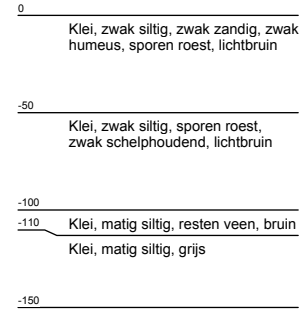 0
Klei, zwak siltig, zwak zandig, zwak
humeus, sporen roest, lichtbruin
-50
Klei, zwak siltig, sporen roest,
zwak schelphoudend, lichtbruin
-100
-110 Klei, matig siltig, resten veen, bruin
Klei, matig siltig, grijs
-150